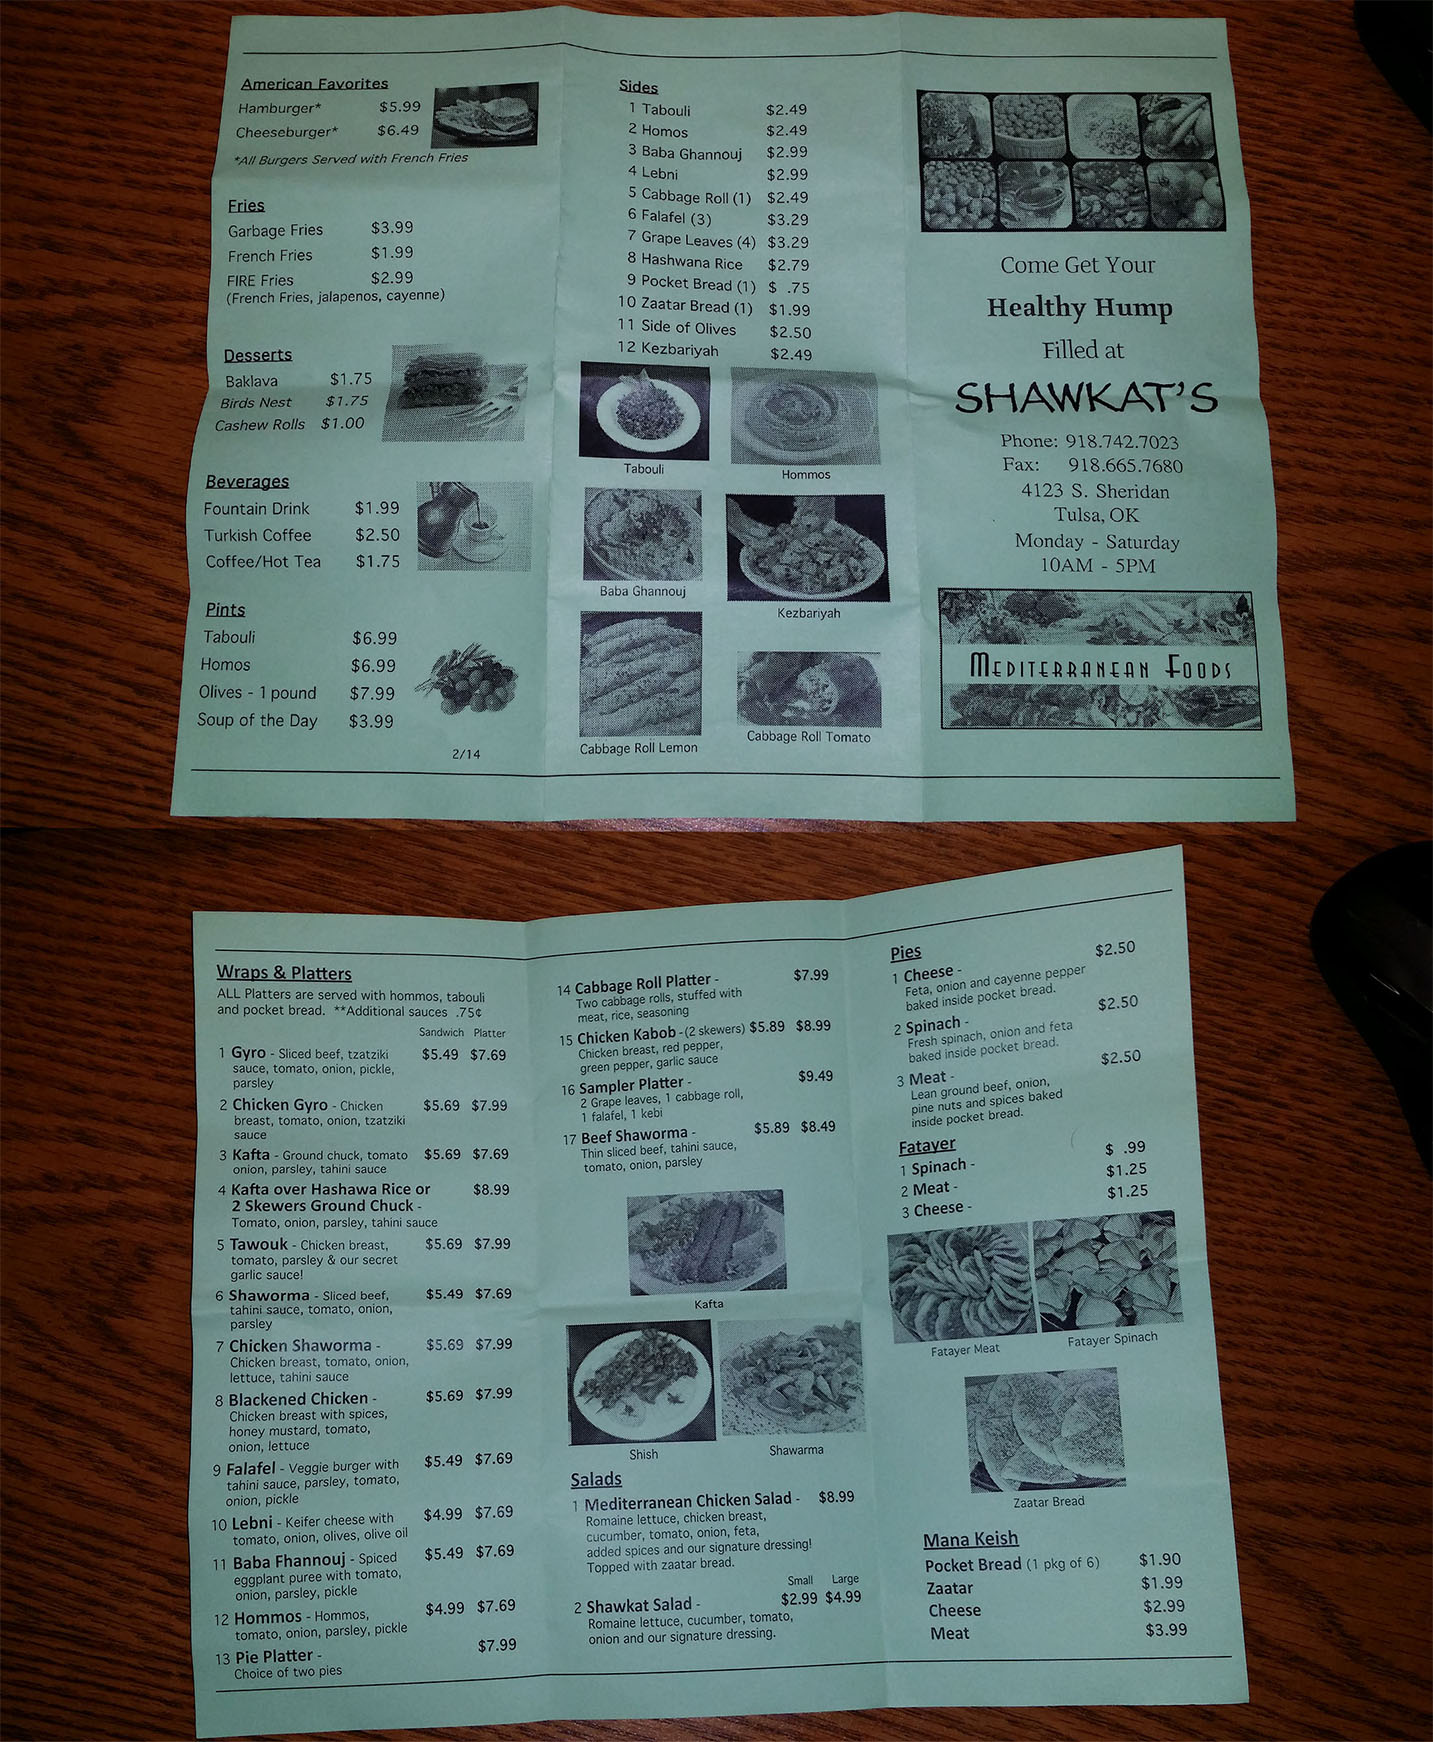 American Favorites
Hamburger* $5.99
Cheeseburger* $6.49
*All Burgers Served with French Fries
Fries
Garbage Fries $3.99
French Fries $1.99
FIRE Fries $2.99
(French Fries, jalapenos, cayenne)
Desserts
Baklava $1.75
Birds Nest $1.75
Cashew Rolls $1.00
Beverages
Fountain Drink $1.99
Turkish Coffee $2.50
Coffee/Hot Tea $1.75
Pints
Tabouli $6.99
Homos $6.99
Olives - 1 pound $7.99
Soup of the Day $3.99
2/14
Sides
1 Tabouli $2.49
2 Homos $2.49
3 Baba Ghannouj $2.99
4 Lebni $2.99
5 Cabbage Roll (1) $2.49
6 Falafel (3) $3.29
7 Grape Leaves (4) $3.29
8 Hashwana Rice $2.79
9 Pocket Bread (1) $ .75
10 Zaatar Bread (1) $1.99
11 Side of Olives $2.50
12 Kezbariyah $2.49
Tabouli
Hommos
Baba Ghannouj
Kezbariyah
Cabbage Roll Lemon
Cabbage Roll Tomato
Come Get Your
Healthy Hump
Filled at
SHAWKAT'S
Phone: 918.742.7023
Fax: 918.665.7680
4123 S. Sheridan
Tulsa, OK
Monday - Saturday
10AM - 5PM
MEDITERRANEAN FOODS
Wraps & Platters
ALL Platters are served with hommos, tabouli
and pocket bread. **Additional sauces .75¢
Sandwich Platter
1 Gyro - Sliced beef, tzatziki $5.49 $7.69
sauce, tomato, onion, pickle,
parsley
2 Chicken Gyro - Chicken $5.69 $7.99
breast, tomato, onion, tzatziki
sauce
3 Kafta - Ground chuck, tomato $5.69 $7.69
onion, parsley, tahini sauce
4 Kafta over Hashawa Rice or $8.99
2 Skewers Ground Chuck -
Tomato, onion, parsley, tahini sauce
5 Tawouk - Chicken breast, $5.69 $7.99
tomato, parsley & our secret
garlic sauce!
6 Shaworma - Sliced beef, $5.49 $7.69
tahini sauce, tomato, onion,
parsley
7 Chicken Shaworma - $5.69 $7.99
Chicken breast, tomato, onion,
lettuce, tahini sauce
8 Blackened Chicken - $5.69 $7.99
Chicken breast with spices,
honey mustard, tomato,
onion, lettuce
9 Falafel - Veggie burger with $5.49 $7.69
tahini sauce, parsley, tomato,
onion, pickle
10 Lebni - Keifer cheese with $4.99 $7.69
tomato, onion, olives, olive oil
11 Baba Fhannouj - Spiced $5.49 $7.69
eggplant puree with tomato,
onion, parsley, pickle
12 Hommos - Hommos, $4.99 $7.69
tomato, onion, parsley, pickle
13 Pie Platter - $7.99
Choice of two pies
14 Cabbage Roll Platter - $7.99
Two cabbage rolls, stuffed with
meat, rice, seasoning
15 Chicken Kabob -(2 skewers) $5.89 $8.99
Chicken breast, red pepper,
green pepper, garlic sauce
16 Sampler Platter - $9.49
2 Grape leaves, 1 cabbage roll,
1 falafel, 1 kebi
17 Beef Shaworma - $5.89 $8.49
Thin sliced beef, tahini sauce,
tomato, onion, parsley
Kafta
Shish
Shawarma
Salads
1 Mediterranean Chicken Salad - $8.99
Romaine lettuce, chicken breast,
cucumber, tomato, onion, feta,
added spices and our signature dressing!
Topped with zaatar bread.
Small Large
2 Shawkat Salad - $2.99 $4.99
Romaine lettuce, cucumber, tomato,
onion and our signature dressing.
Pies
1 Cheese - $2.50
Feta, onion and cayenne pepper
baked inside pocket bread.
2 Spinach - $2.50
Fresh spinach, onion and feta
baked inside pocket bread.
3 Meat - $2.50
Lean ground beef, onion,
pine nuts and spices baked
inside pocket bread.
Fatayer
1 Spinach - $ .99
2 Meat - $1.25
3 Cheese - $1.25
Fatayer Meat
Fatayer Spinach
Zaatar Bread
Mana Keish
Pocket Bread (1 pkg of 6) $1.90
Zaatar $1.99
Cheese $2.99
Meat $3.99